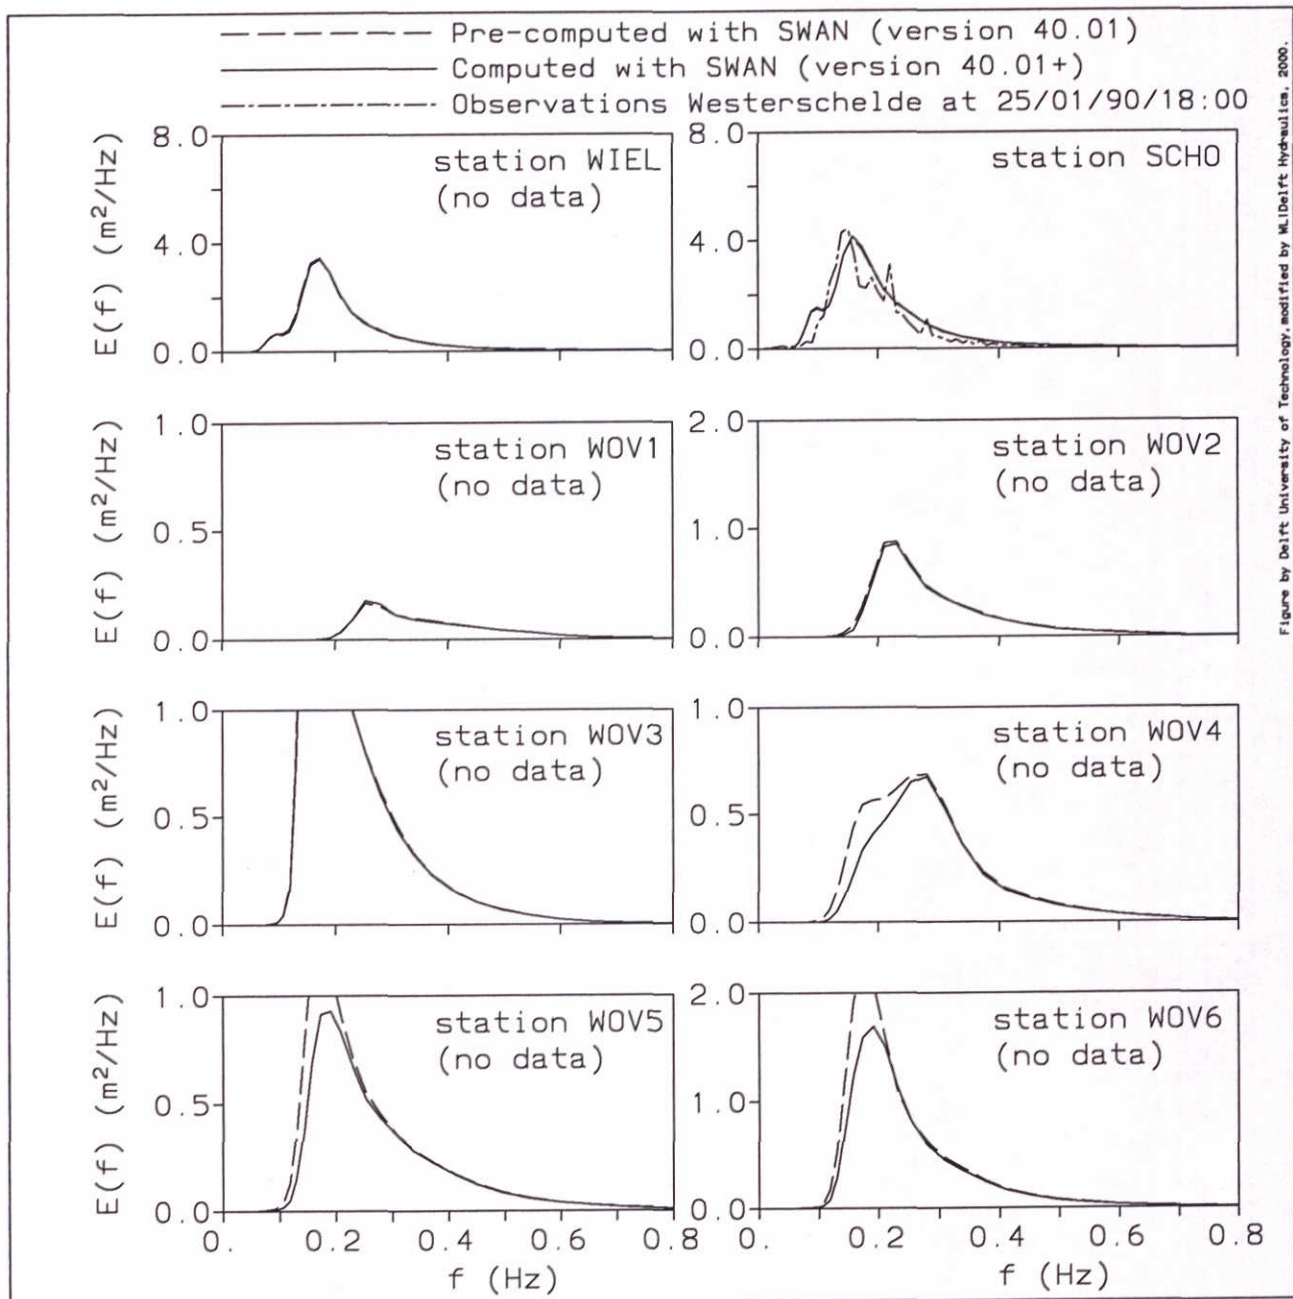 Pre-computed with SWAN (version 40.01)
Computed with SWAN (version 40.01+)
Observations Westerschelde at 25/01/90/18:00
8.0
4.0
0.0
E(f) (m²/Hz)
station WIEL
(no data)
8.0
4.0
0.0
station SCHO
1.0
0.5
0.0
E(f) (m²/Hz)
station WOV1
(no data)
2.0
1.0
0.0
station WOV2
(no data)
1.0
0.5
0.0
E(f) (m²/Hz)
station WOV3
(no data)
1.0
0.5
0.0
station WOV4
(no data)
1.0
0.5
0.0
E(f) (m²/Hz)
station WOV5
(no data)
2.0
1.0
0.0
station WOV6
(no data)
0. 0.2 0.4 0.6 0.8
f (Hz)
0. 0.2 0.4 0.6 0.8
f (Hz)
Figure by Delft University of Technology, modified by WL|Delft Hydraulics, 2000.